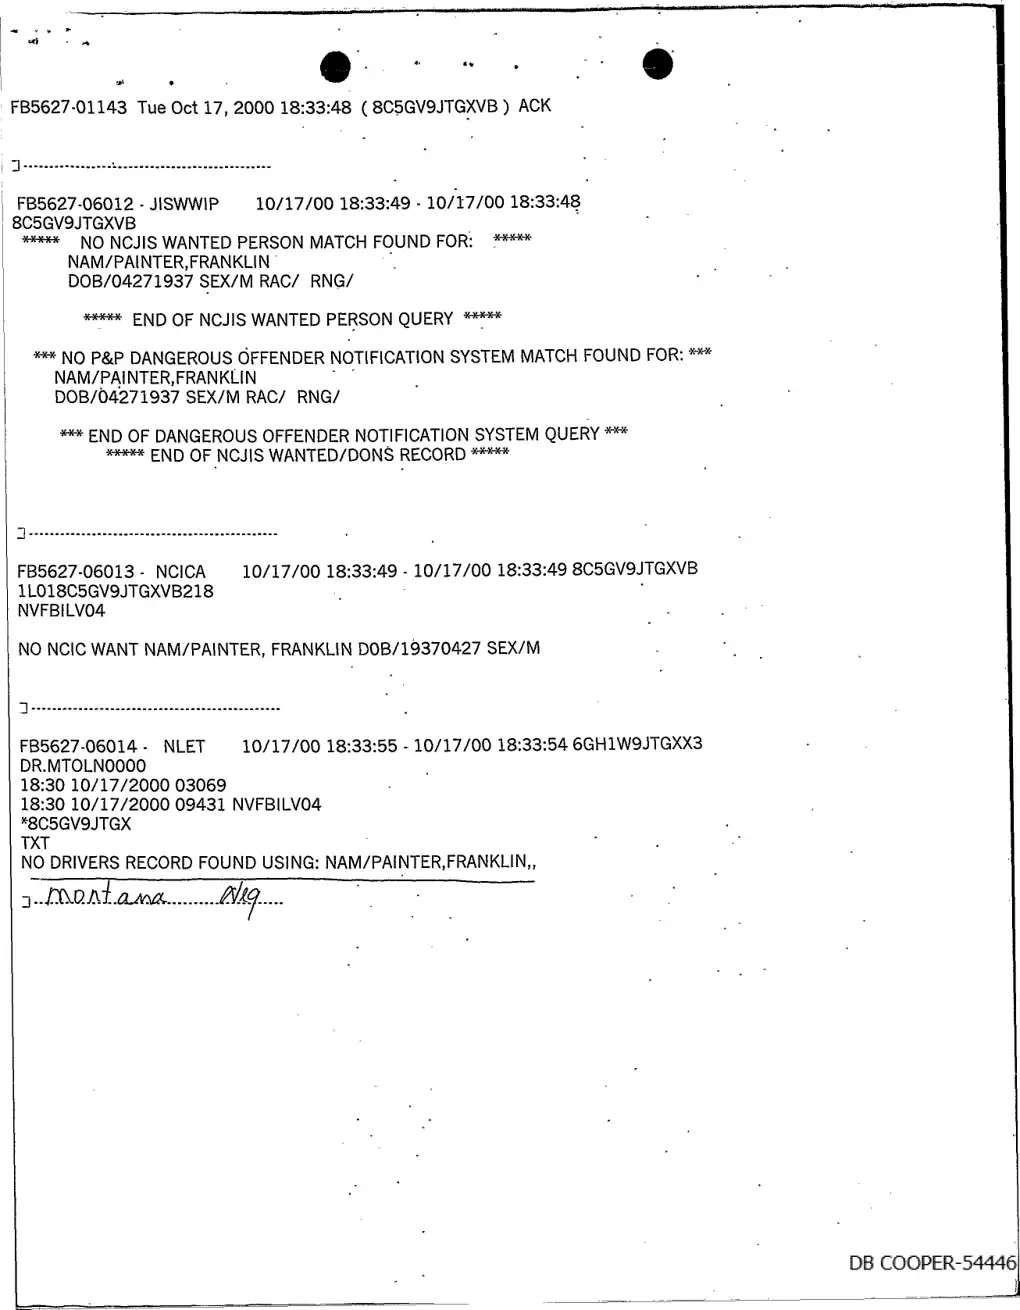 FB5627-01143 Tue Oct 17, 2000 18:33:48 ( 8C5GV9JTGXVB ) ACK
]-----------------------------------------------
FB5627-06012 - JISWWIP 10/17/00 18:33:49 - 10/17/00 18:33:48
8C5GV9JTGXVB
***** NO NCJIS WANTED PERSON MATCH FOUND FOR: *****
NAM/PAINTER,FRANKLIN
DOB/04271937 SEX/M RAC/ RNG/
***** END OF NCJIS WANTED PERSON QUERY *****
*** NO P&P DANGEROUS OFFENDER NOTIFICATION SYSTEM MATCH FOUND FOR: ***
NAM/PAINTER,FRANKLIN
DOB/04271937 SEX/M RAC/ RNG/
*** END OF DANGEROUS OFFENDER NOTIFICATION SYSTEM QUERY ***
***** END OF NCJIS WANTED/DONS RECORD *****
]-----------------------------------------------
FB5627-06013 - NCICA 10/17/00 18:33:49 - 10/17/00 18:33:49 8C5GV9JTGXVB
1L018C5GV9JTGXVB218
NVFBILV04
NO NCIC WANT NAM/PAINTER, FRANKLIN DOB/19370427 SEX/M
]-----------------------------------------------
FB5627-06014 - NLET 10/17/00 18:33:55 - 10/17/00 18:33:54 6GH1W9JTGXX3
DR.MTOLN0000
18:30 10/17/2000 03069
18:30 10/17/2000 09431 NVFBILV04
*8C5GV9JTGX
TXT
NO DRIVERS RECORD FOUND USING: NAM/PAINTER,FRANKLIN,,
]--montana----------Neg-----
DB COOPER-54446